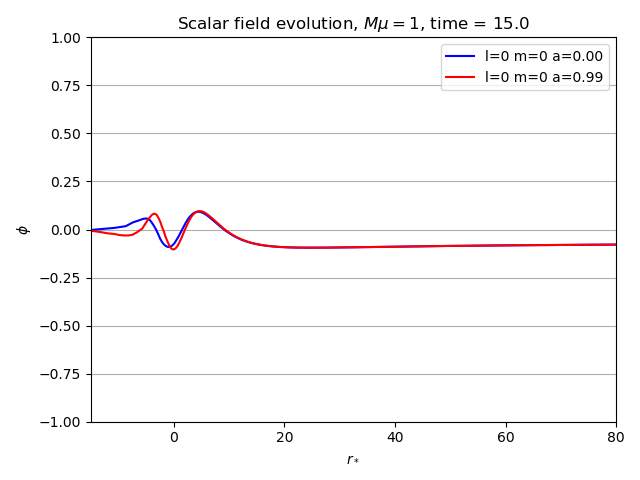 Scalar field evolution, Mμ = 1, time = 15.0
l=0 m=0 a=0.00
l=0 m=0 a=0.99
1.00
0.75
0.50
0.25
0.00
−0.25
−0.50
−0.75
−1.00
ϕ
0 20 40 60 80
r*